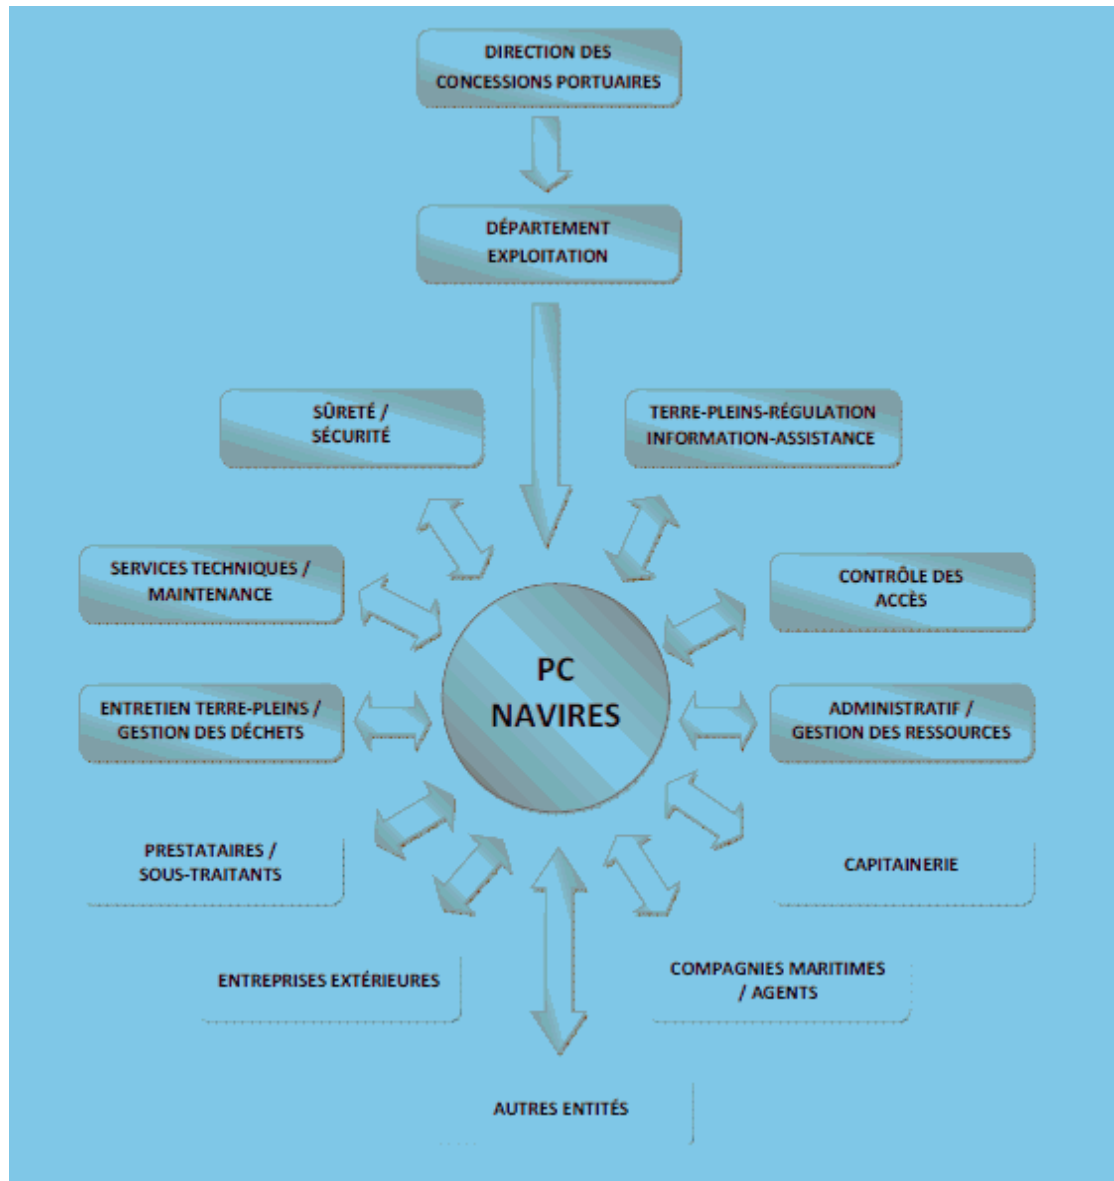 DIRECTION DES
CONCESSIONS PORTUAIRES
DÉPARTEMENT
EXPLOITATION
SÛRETÉ /
SÉCURITÉ
TERRE-PLEINS-RÉGULATION
INFORMATION-ASSISTANCE
SERVICES TECHNIQUES /
MAINTENANCE
CONTRÔLE DES
ACCÈS
PC
NAVIRES
ENTRETIEN TERRE-PLEINS /
GESTION DES DÉCHETS
ADMINISTRATIF /
GESTION DES RESSOURCES
PRESTATAIRES /
SOUS-TRAITANTS
CAPITAINERIE
ENTREPRISES EXTÉRIEURES
COMPAGNIES MARITIMES
/ AGENTS
AUTRES ENTITÉS